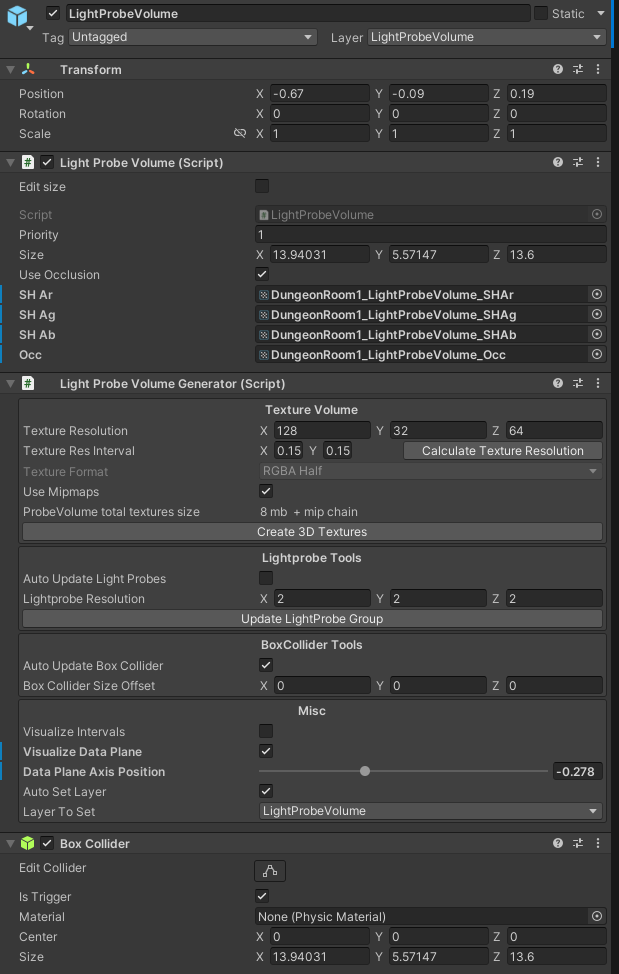 LightProbeVolume Static
Tag Untagged Layer LightProbeVolume
Transform
Position X -0.67 Y -0.09 Z 0.19
Rotation X 0 Y 0 Z 0
Scale X 1 Y 1 Z 1
# Light Probe Volume (Script)
Edit size
Script # LightProbeVolume
Priority 1
Size X 13.94031 Y 5.57147 Z 13.6
Use Occlusion
SH Ar DungeonRoom1_LightProbeVolume_SHAr
SH Ag DungeonRoom1_LightProbeVolume_SHAg
SH Ab DungeonRoom1_LightProbeVolume_SHAb
Occ DungeonRoom1_LightProbeVolume_Occ
# Light Probe Volume Generator (Script)
Texture Volume
Texture Resolution X 128 Y 32 Z 64
Texture Res Interval X 0.15 Y 0.15 Calculate Texture Resolution
Texture Format RGBA Half
Use Mipmaps
ProbeVolume total textures size 8 mb + mip chain
Create 3D Textures
Lightprobe Tools
Auto Update Light Probes
Lightprobe Resolution X 2 Y 2 Z 2
Update LightProbe Group
BoxCollider Tools
Auto Update Box Collider
Box Collider Size Offset X 0 Y 0 Z 0
Misc
Visualize Intervals
Visualize Data Plane
Data Plane Axis Position -0.278
Auto Set Layer
Layer To Set LightProbeVolume
Box Collider
Edit Collider
Is Trigger
Material None (Physic Material)
Center X 0 Y 0 Z 0
Size X 13.94031 Y 5.57147 Z 13.6